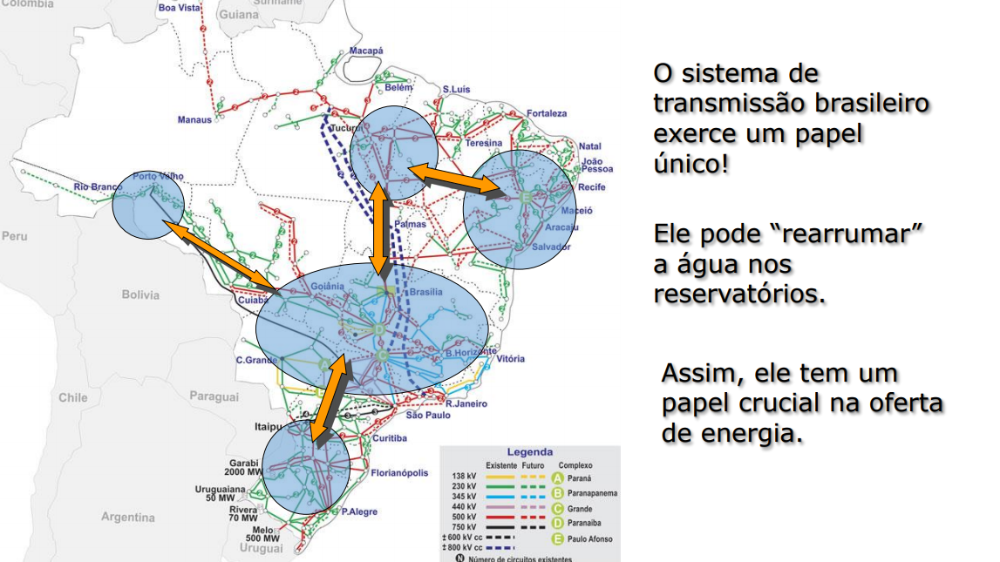 Colômbia
Suriname
Boa Vista
Guiana
Macapá
Belém
S.Luís
Manaus
Fortaleza
Tucuruí
Teresina
Natal
João
Pessoa
Porto Velho
Rio Branco
Recife
E
Maceió
Peru
Palmas
Aracaju
Salvador
Goiânia
Brasília
Bolivia
Cuiabá
D
C.Grande
A
C
B.Horizonte
Vitória
Chile
Paraguai
R.Janeiro
São Paulo
Itaipu
Curitiba
Garabi
2000 MW
Florianópolis
Uruguaiana
50 MW
Rivera
70 MW
P.Alegre
Argentina
Melo
500 MW
Uruguai
O sistema de
transmissão brasileiro
exerce um papel
único!
Ele pode “rearrumar”
a água nos
reservatórios.
Assim, ele tem um
papel crucial na oferta
de energia.
Legenda
Existente Futuro Complexo
138 kV A Paraná
230 kV B Paranapanema
345 kV
440 kV C Grande
500 kV D Paranaiba
750 kV
±600 kV cc E Paulo Afonso
±800 kV cc
N Número de circuitos existentes